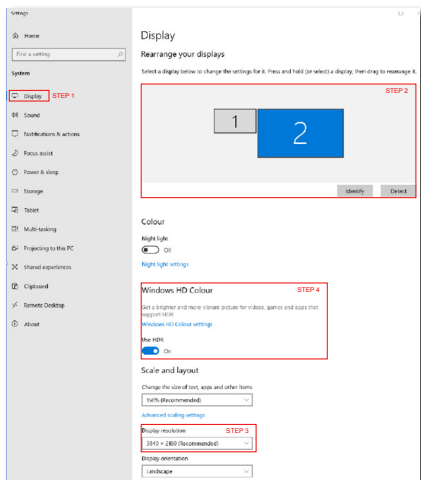 Settings
Home
Find a setting
System
Display
STEP 1
Sound
Notifications & actions
Focus assist
Power & sleep
Storage
Tablet
Multi-tasking
Projecting to this PC
Shared experiences
Clipboard
Remote Desktop
About
Display
Rearrange your displays
Select a display below to change the settings for it. Press and hold (or select) a display, then drag to rearrange it.
STEP 2
1
2
Identify
Detect
Colour
Night light
Off
Night light settings
Windows HD Colour
STEP 4
Get a brighter and more vibrant picture for videos, games and apps that
support HDR.
Windows HD Colour settings
Use HDR
On
Scale and layout
Change the size of text, apps and other items
150% (Recommended)
Advanced scaling settings
Display resolution
STEP 3
3840 × 2160 (Recommended)
Display orientation
Landscape